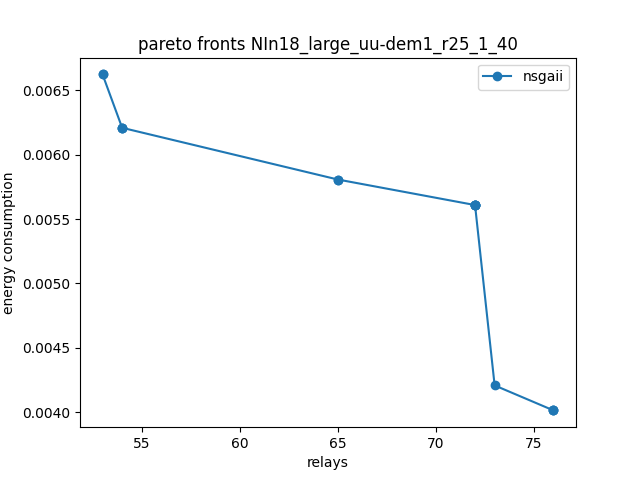 pareto fronts NIn18_large_uu-dem1_r25_1_40
nsgaii
0.0065
0.0060
0.0055
0.0050
0.0045
0.0040
energy consumption
55 60 65 70 75
relays